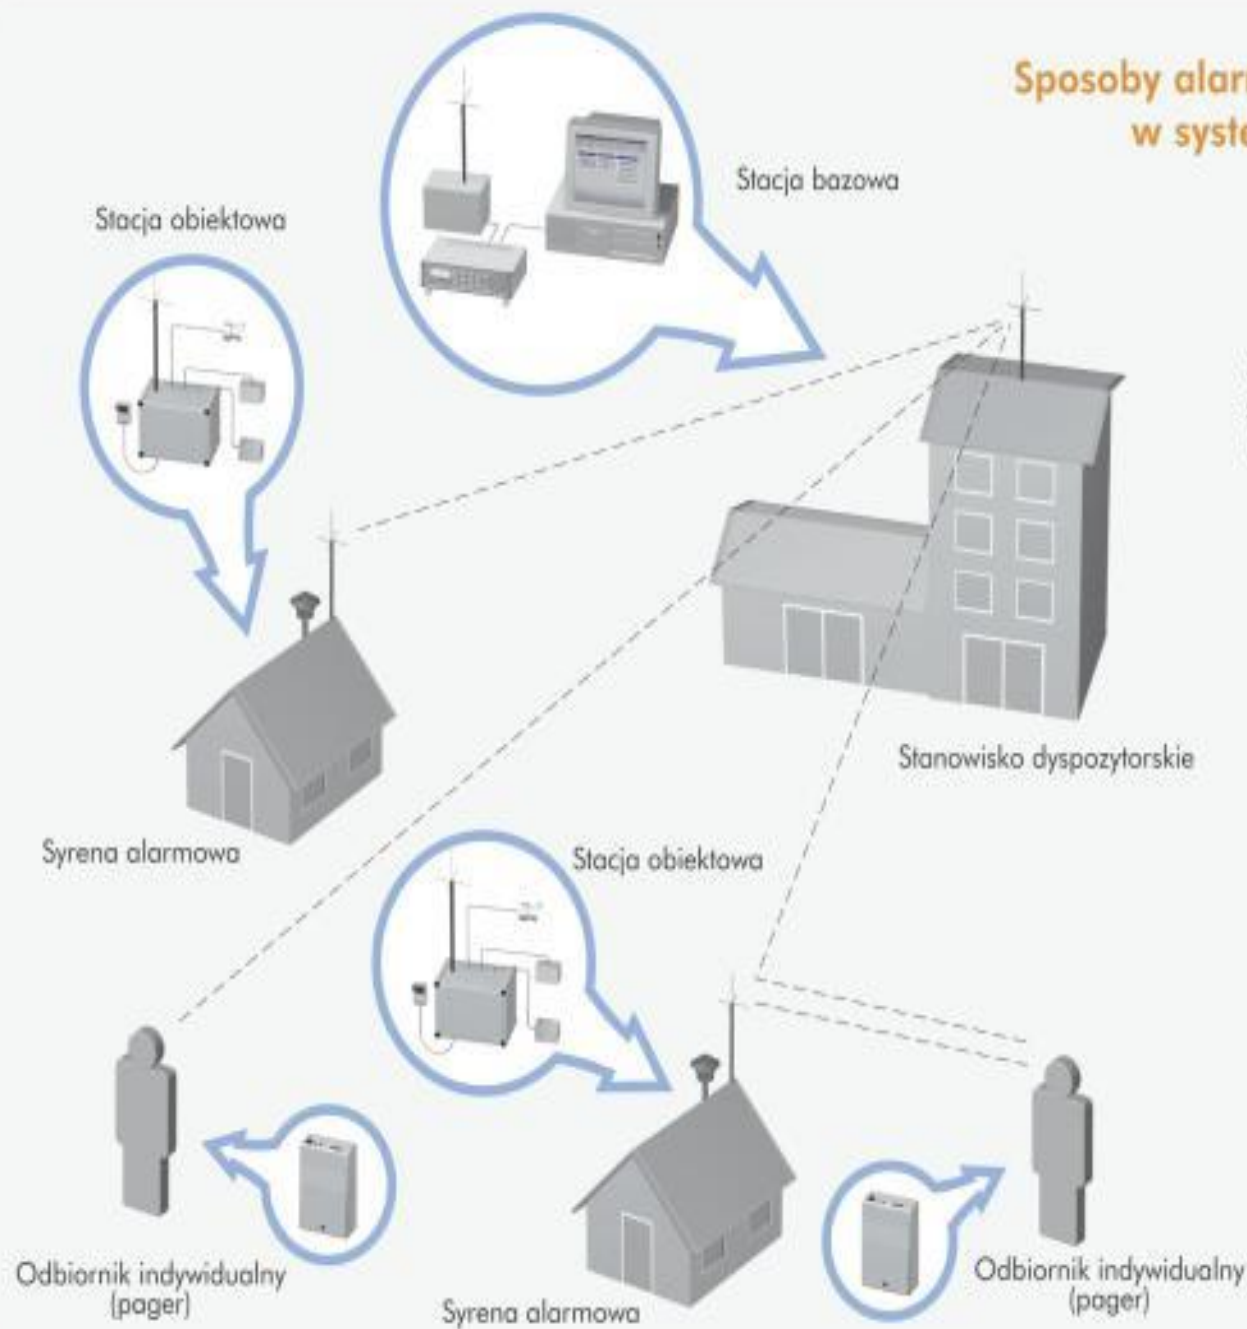 Sposoby alar
w syst
Stacja bazowa
Stacja obiektowa
Stanowisko dyspozytorskie
Syrena alarmowa
Stacja obiektowa
Odbiornik indywidualny
(pager)
Syrena alarmowa
Odbiornik indywidualny
(pager)